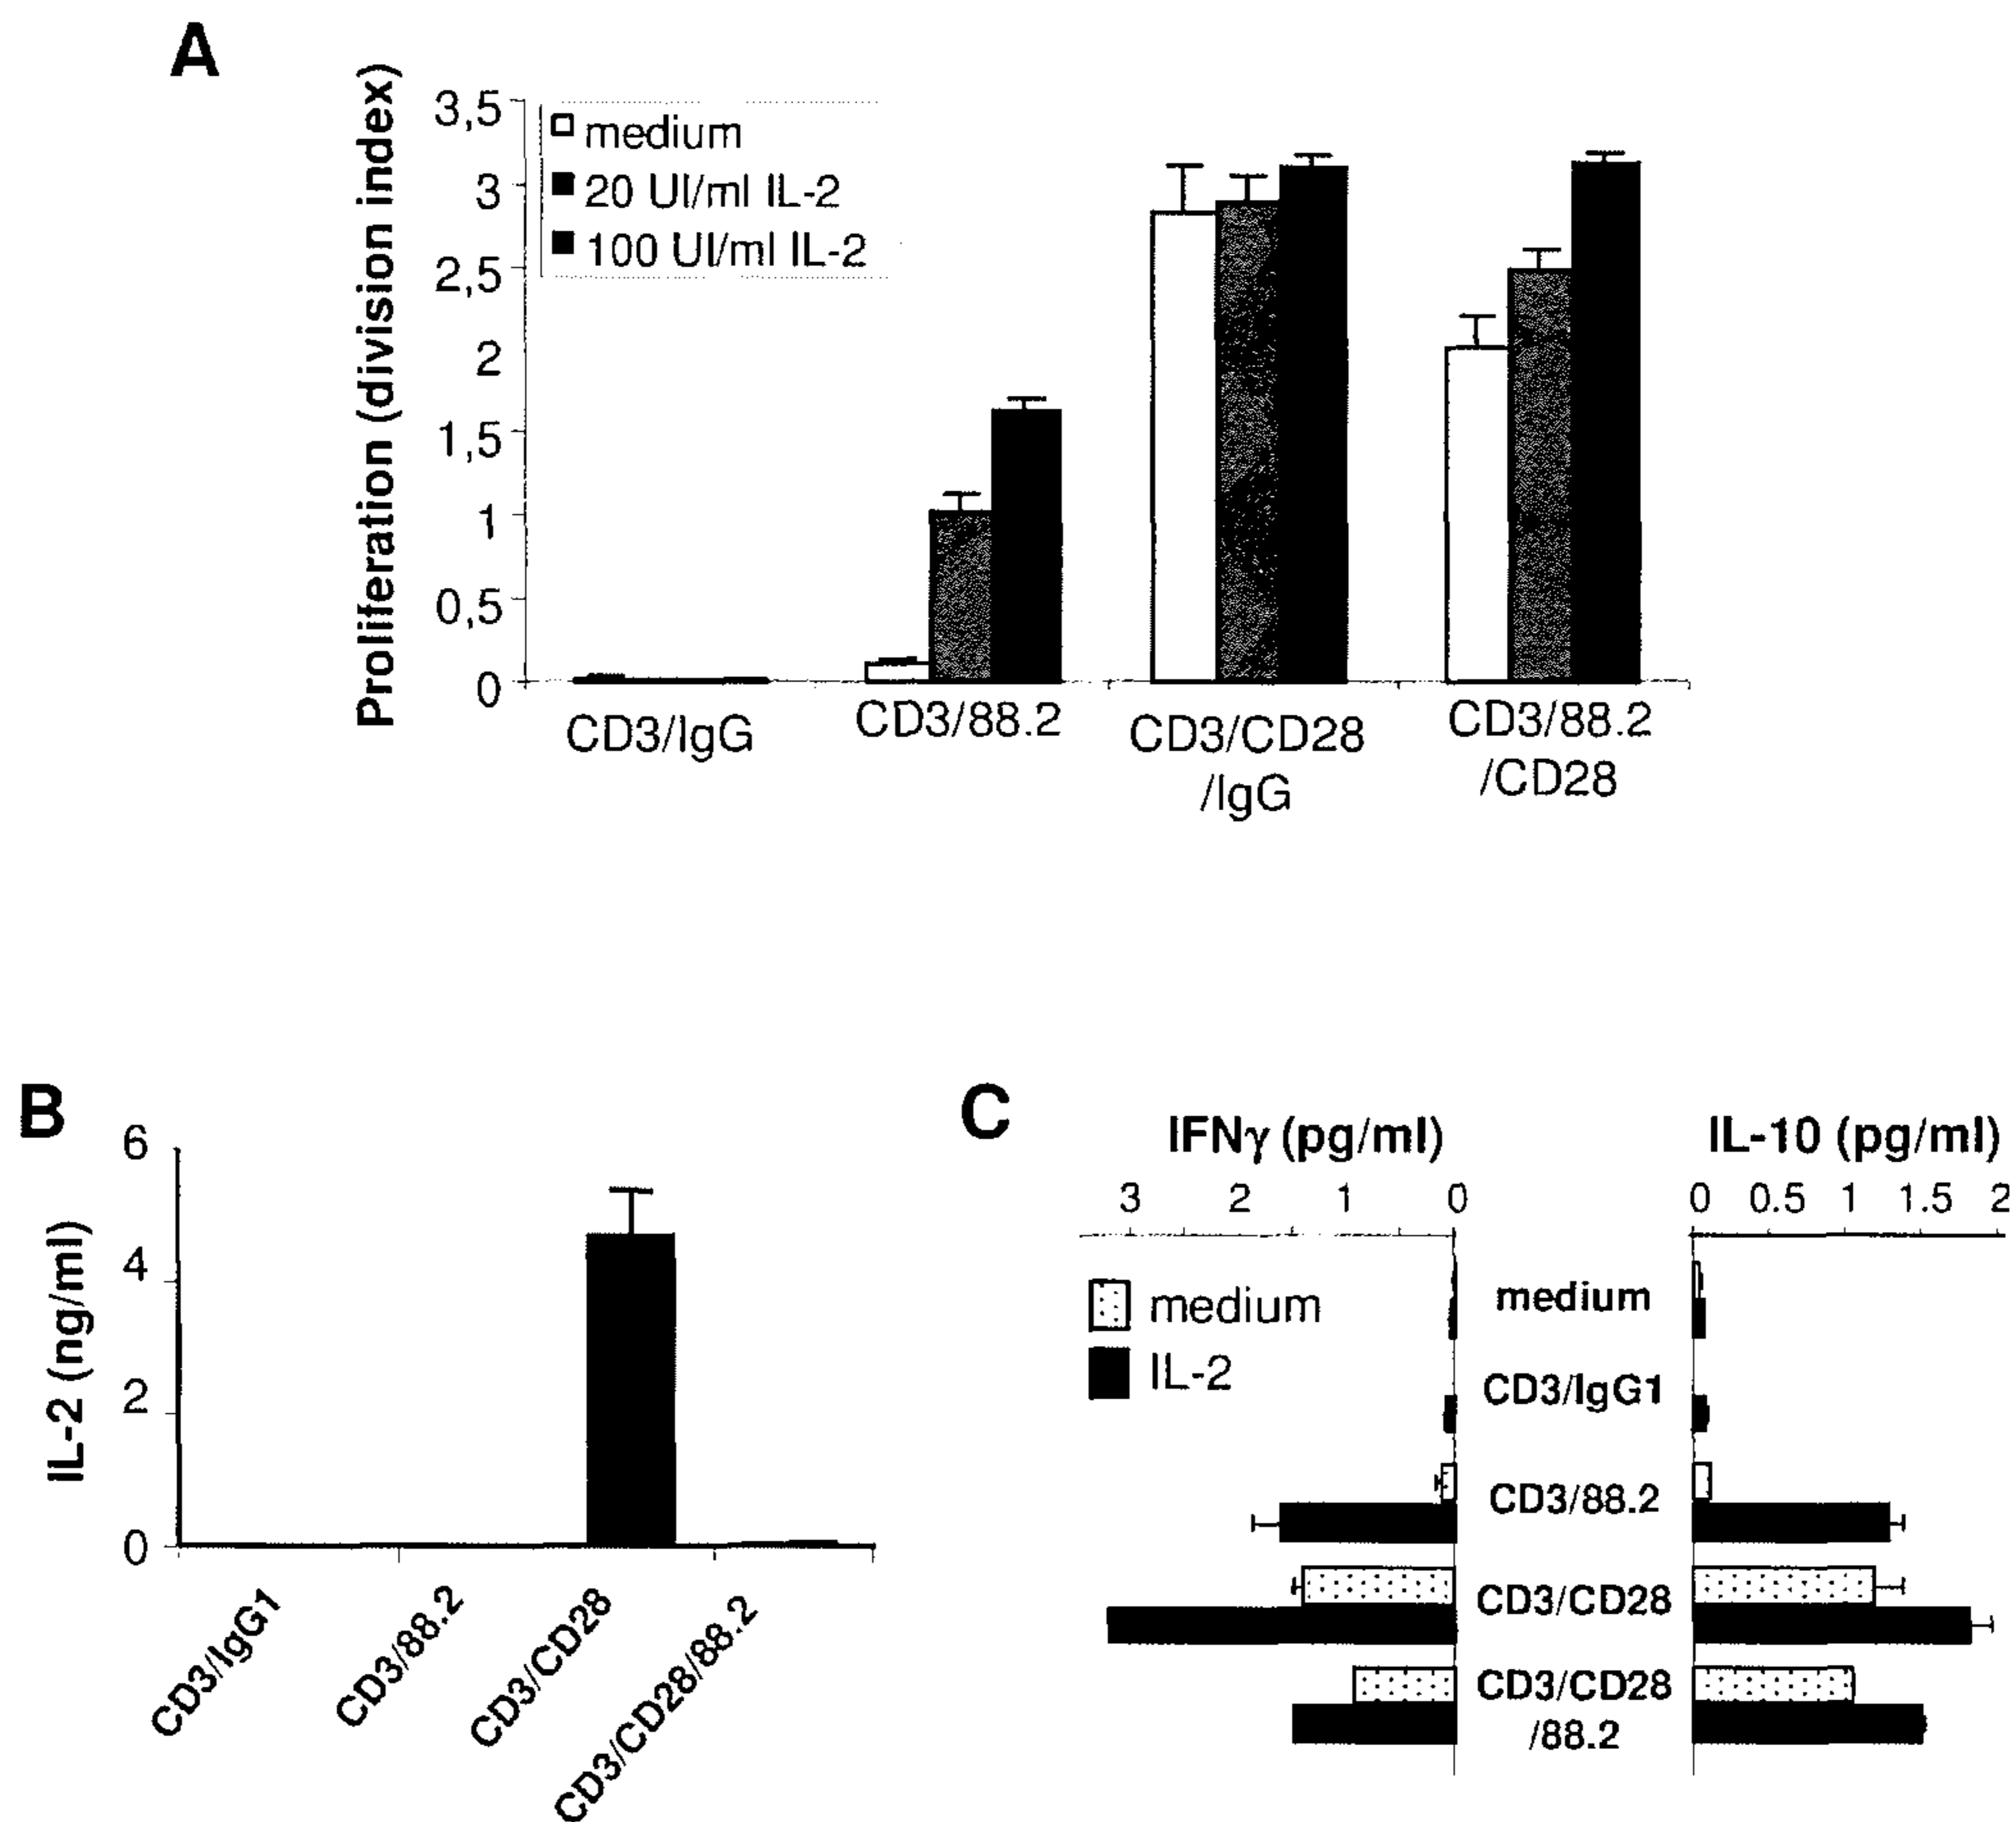 A
Proliferation (division index)
3,5
3
2,5
2
1,5
1
0,5
0
medium
20 UI/ml IL-2
100 UI/ml IL-2
CD3/IgG
CD3/88.2
CD3/CD28
/IgG
CD3/88.2
/CD28
B
IL-2 (ng/ml)
6
4
2
0
CD3/IgG1
CD3/88.2
CD3/CD28
CD3/CD28/88.2
C
IFNγ (pg/ml)
IL-10 (pg/ml)
3 2 1 0
0 0.5 1 1.5 2
medium
IL-2
medium
CD3/IgG1
CD3/88.2
CD3/CD28
CD3/CD28
/88.2